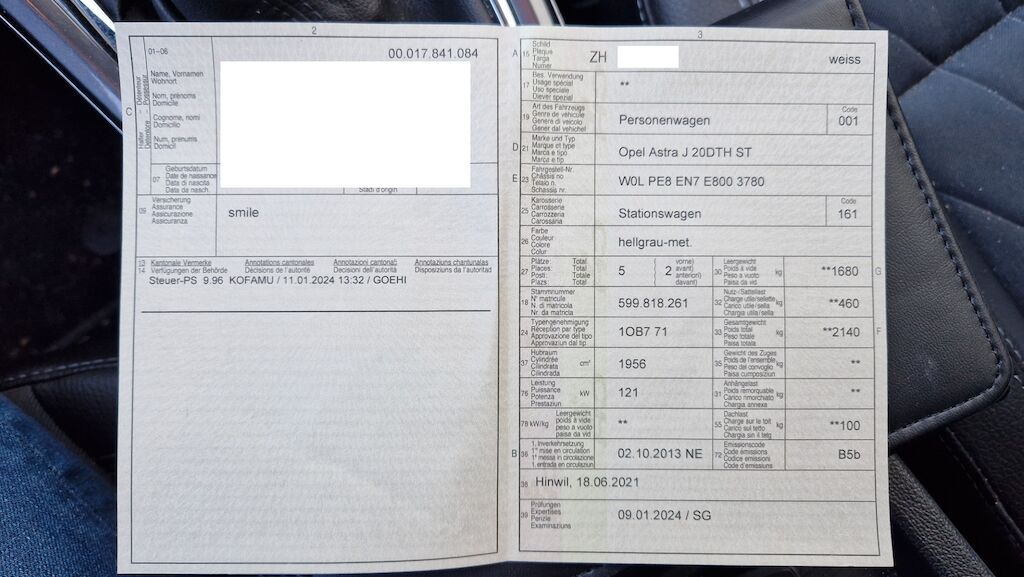 2
01-06
00.017.841.084
C
Halter - Détenteur
Detentore - Possessur
Name, Vornamen
Wohnort
Nom, prénoms
Domicile
Cognome, nomi
Domicilio
Num, prenums
Domicil
07
Geburtsdatum
Date de naissance
Data di nascita
Data da nasch.
Stadi d'origin
09
Versicherung
Assurance
Assicurazione
Assicuranza
smile
13
14
Kantonale Vermerke
Verfügungen der Behörde
Annotations cantonales
Décisions de l'autorité
Annotazioni cantonali
Decisioni dell'autorità
Annotaziuns chantunalas
Disposiziuns da l'autoritad
Steuer-PS 9.96 KOFAMU / 11.01.2024 13:32 / GOEHI
3
A
15
Schild
Plaque
Targa
Numer
ZH
weiss
17
Bes. Verwendung
Usage spécial
Uso speciale
Diever spezial
**
19
Art des Fahrzeugs
Genre de véhicule
Genere di veicolo
Gener dal vehichel
Personenwagen
Code
001
D
21
Marke und Typ
Marque et type
Marca e tipo
Marca e tip
Opel Astra J 20DTH ST
E
23
Fahrgestell-Nr.
Châssis no
Telaio n.
Schassis nr.
W0L PE8 EN7 E800 3780
25
Karosserie
Carrosserie
Carrozzeria
Carossaria
Stationswagen
Code
161
26
Farbe
Couleur
Colore
Colur
hellgrau-met.
27
Plätze Total
Places: Total
Posti: Totale
Plazs: Total
5
2
vorne)
avant)
anteriori)
davant)
30
Leergewicht
Poids à vide
Peso a vuoto
Paisa da vid
kg
**1680
G
18
Stammnummer
N° matricule
N. di matricola
Nr. da matricla
599.818.261
32
Nutz-/Sattellast
Charge utile/sellette
Carico utile/sella
Chargia utila/sella
kg
**460
24
Typengenehmigung
Réception par type
Approvazione del tipo
Approvaziun dal tip
1OB7 71
33
Gesamtgewicht
Poids total
Peso totale
Paisa totala
kg
**2140
F
37
Hubraum
Cylindrée
Cilindrata
Cilindrada
cm³
1956
35
Gewicht des Zuges
Poids de l'ensemble
Peso del convoglio
Paisa cumposiziun
kg
**
76
Leistung
Puissance
Potenza
Prestaziun
kW
121
31
Anhängelast
Poids remorquable
Carico rimorchiato
Chargia annexa
kg
**
78 kW/kg
Leergewicht
poids à vide
peso a vuoto
paisa da vid
**
55
Dachlast
Charge sur le toit
Carico sul tetto
Chargia sin il tetg
kg
**100
B
36
1. Inverkehrsetzung
1re mise en circulation
1a messa in circolazione
1. entrada en circulaziun
02.10.2013 NE
72
Emissionscode
Code émissions
Codice emissioni
Code d'emissiuns
B5b
38
Hinwil, 18.06.2021
39
Prüfungen
Expertises
Perizie
Examinaziuns
09.01.2024 / SG